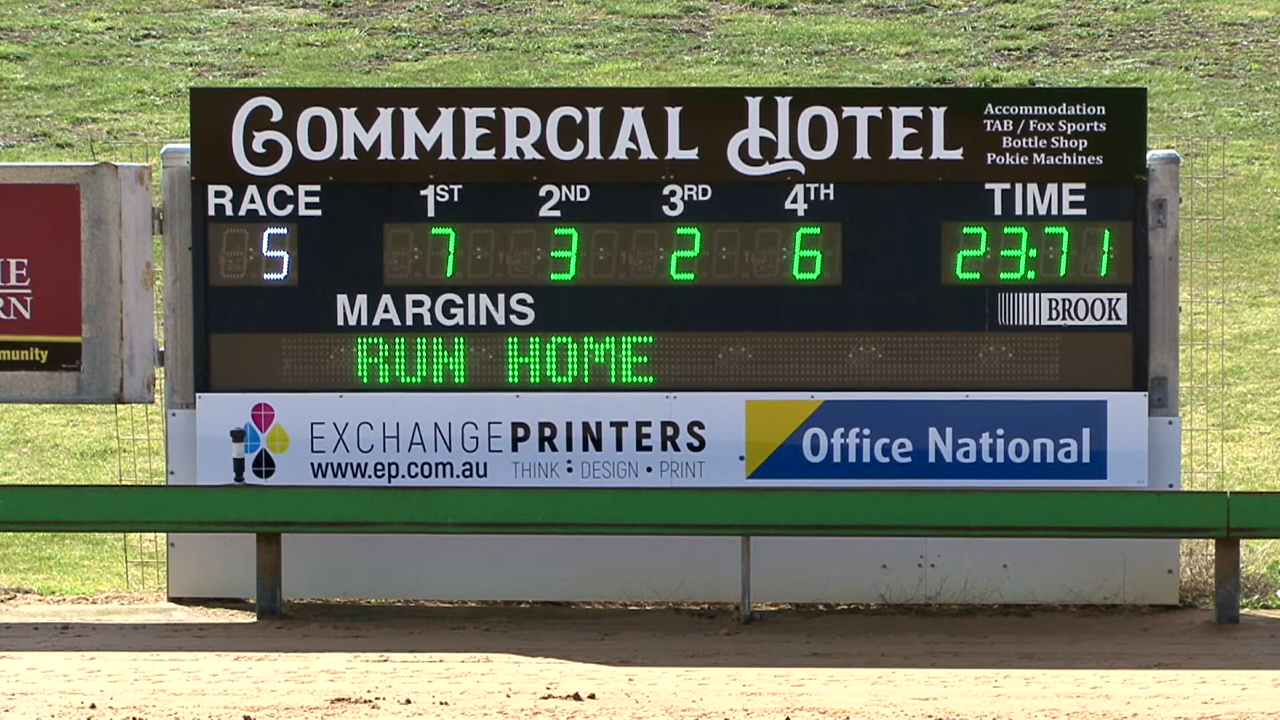 COMMERCIAL HOTEL
Accommodation
TAB / Fox Sports
Bottle Shop
Pokie Machines
RACE 1ST 2ND 3RD 4TH TIME
5 7 3 2 6 23:71
MARGINS
BROOK
RUN HOME
EXCHANGEPRINTERS
www.ep.com.au THINK : DESIGN • PRINT
Office National